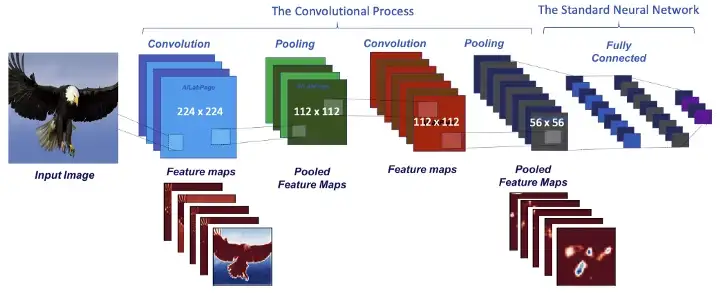 The Convolutional Process
The Standard Neural Network
Convolution
Pooling
Convolution
Pooling
Fully
Connected
224 x 224
112 x 112
112 x 112
56 x 56
Input Image
Feature maps
Pooled
Feature Maps
Feature maps
Pooled
Feature Maps